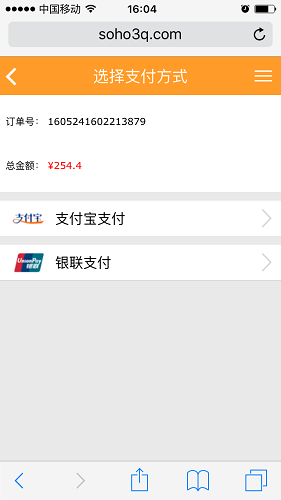 中国移动 16:04
soho3q.com
选择支付方式
订单号： 1605241602213879
总金额： ¥254.4
支付宝 支付宝支付
UnionPay 银联 银联支付